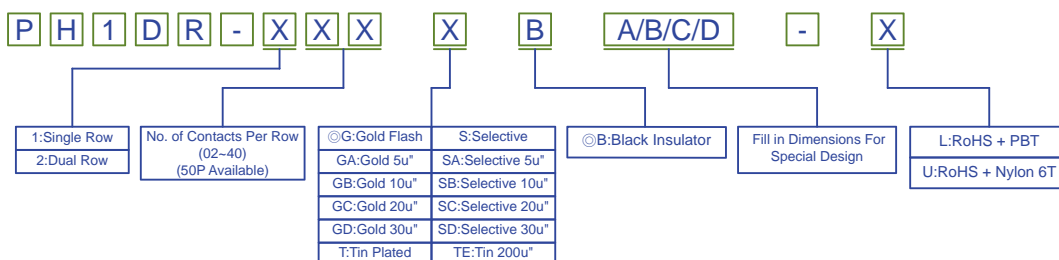 PH1DR-XXX X B A/B/C/D - X
1:Single Row
2:Dual Row
No. of Contacts Per Row
(02~40)
(50P Available)
◎G:Gold Flash S:Selective
GA:Gold 5u" SA:Selective 5u"
GB:Gold 10u" SB:Selective 10u"
GC:Gold 20u" SC:Selective 20u"
GD:Gold 30u" SD:Selective 30u"
T:Tin Plated TE:Tin 200u"
◎B:Black Insulator
Fill in Dimensions For
Special Design
L:RoHS + PBT
U:RoHS + Nylon 6T